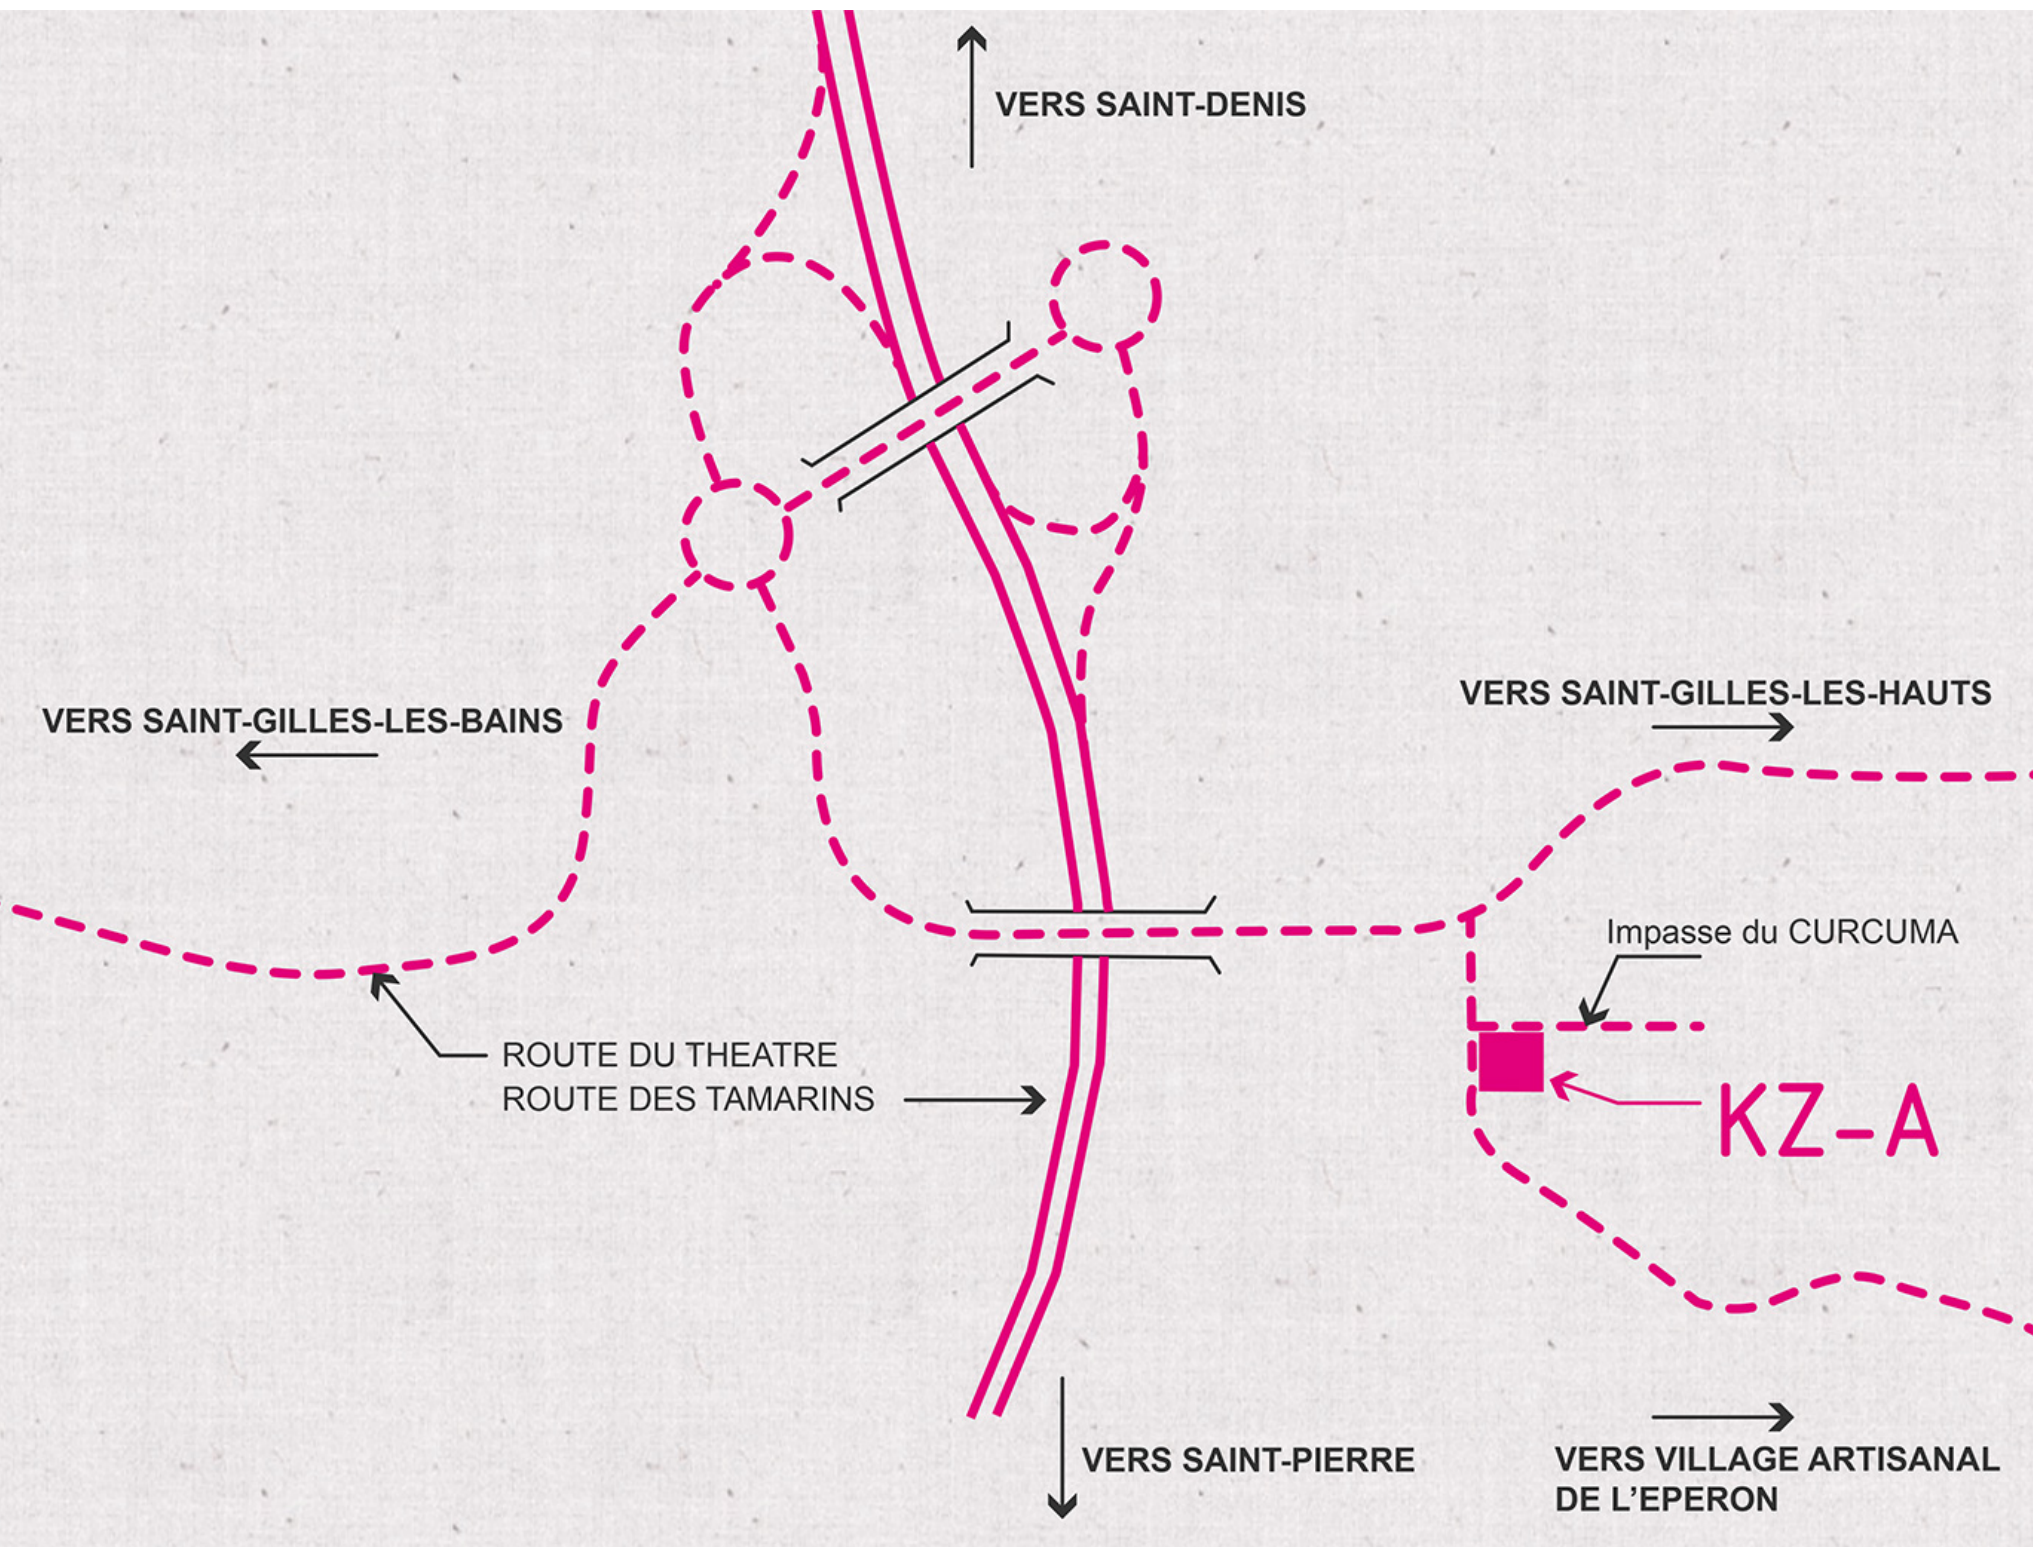 VERS SAINT-DENIS
VERS SAINT-GILLES-LES-HAUTS
VERS SAINT-GILLES-LES-BAINS
Impasse du CURCUMA
ROUTE DU THEATRE
ROUTE DES TAMARINS
KZ-A
VERS SAINT-PIERRE
VERS VILLAGE ARTISANAL
DE L'EPERON